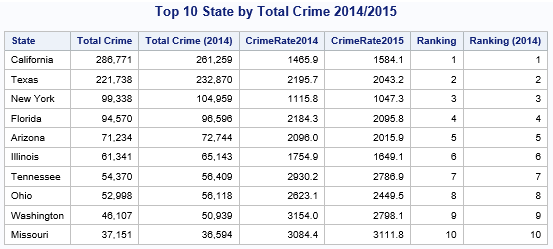 Top 10 State by Total Crime 2014/2015
State Total Crime Total Crime (2014) CrimeRate2014 CrimeRate2015 Ranking Ranking (2014)
California 286,771 261,259 1465.9 1584.1 1 1
Texas 221,738 232,870 2195.7 2043.2 2 2
New York 99,338 104,959 1115.8 1047.3 3 3
Florida 94,570 96,596 2184.3 2095.8 4 4
Arizona 71,234 72,744 2096.0 2015.9 5 5
Illinois 61,341 65,143 1754.9 1649.1 6 6
Tennessee 54,370 56,409 2930.2 2786.9 7 7
Ohio 52,998 56,118 2623.1 2449.5 8 8
Washington 46,107 50,939 3154.0 2798.1 9 9
Missouri 37,151 36,594 3084.4 3111.8 10 10